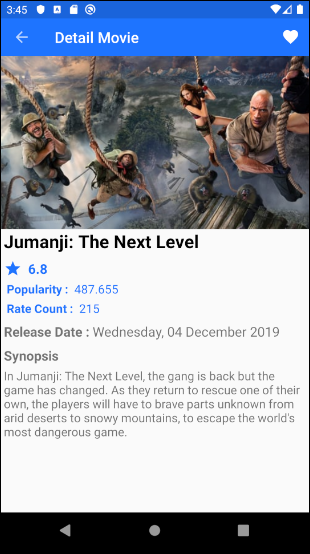 3:45
Detail Movie
Jumanji: The Next Level
6.8
Popularity : 487.655
Rate Count : 215
Release Date : Wednesday, 04 December 2019
Synopsis
In Jumanji: The Next Level, the gang is back but the
game has changed. As they return to rescue one of their
own, the players will have to brave parts unknown from
arid deserts to snowy mountains, to escape the world's
most dangerous game.